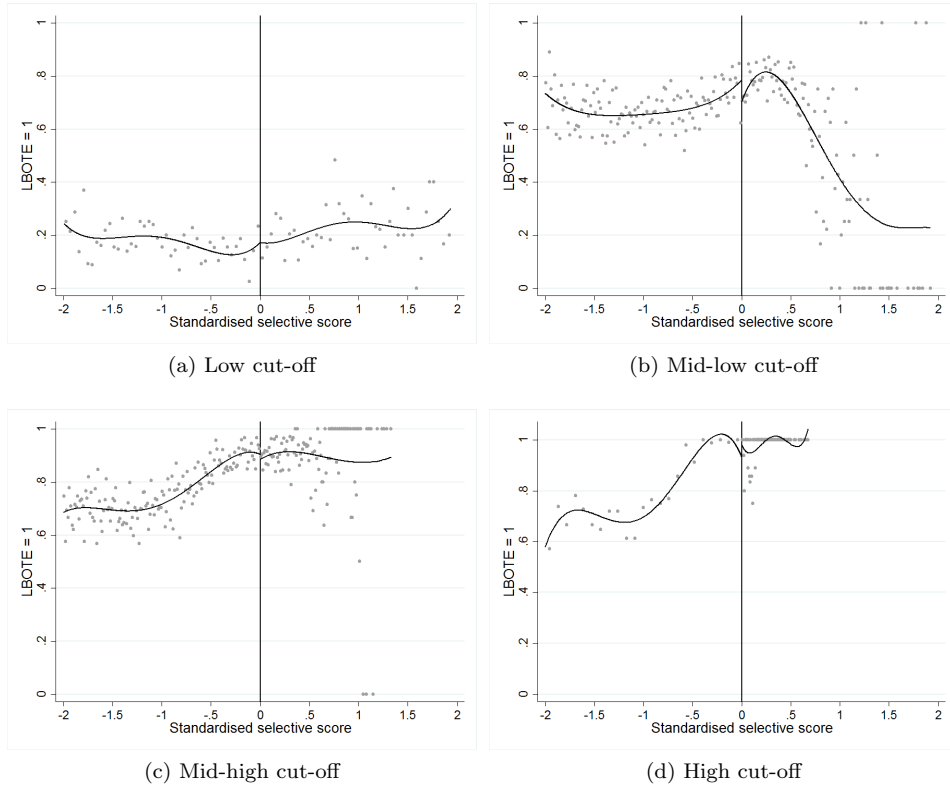 LBOTE = 1
0 .2 .4 .6 .8 1
-2 -1.5 -1 -.5 0 .5 1 1.5 2
Standardised selective score
(a) Low cut-off
LBOTE = 1
0 .2 .4 .6 .8 1
-2 -1.5 -1 -.5 0 .5 1 1.5 2
Standardised selective score
(b) Mid-low cut-off
LBOTE = 1
0 .2 .4 .6 .8 1
-2 -1.5 -1 -.5 0 .5 1 1.5 2
Standardised selective score
(c) Mid-high cut-off
LBOTE = 1
0 .2 .4 .6 .8 1
-2 -1.5 -1 -.5 0 .5 1 1.5 2
Standardised selective score
(d) High cut-off